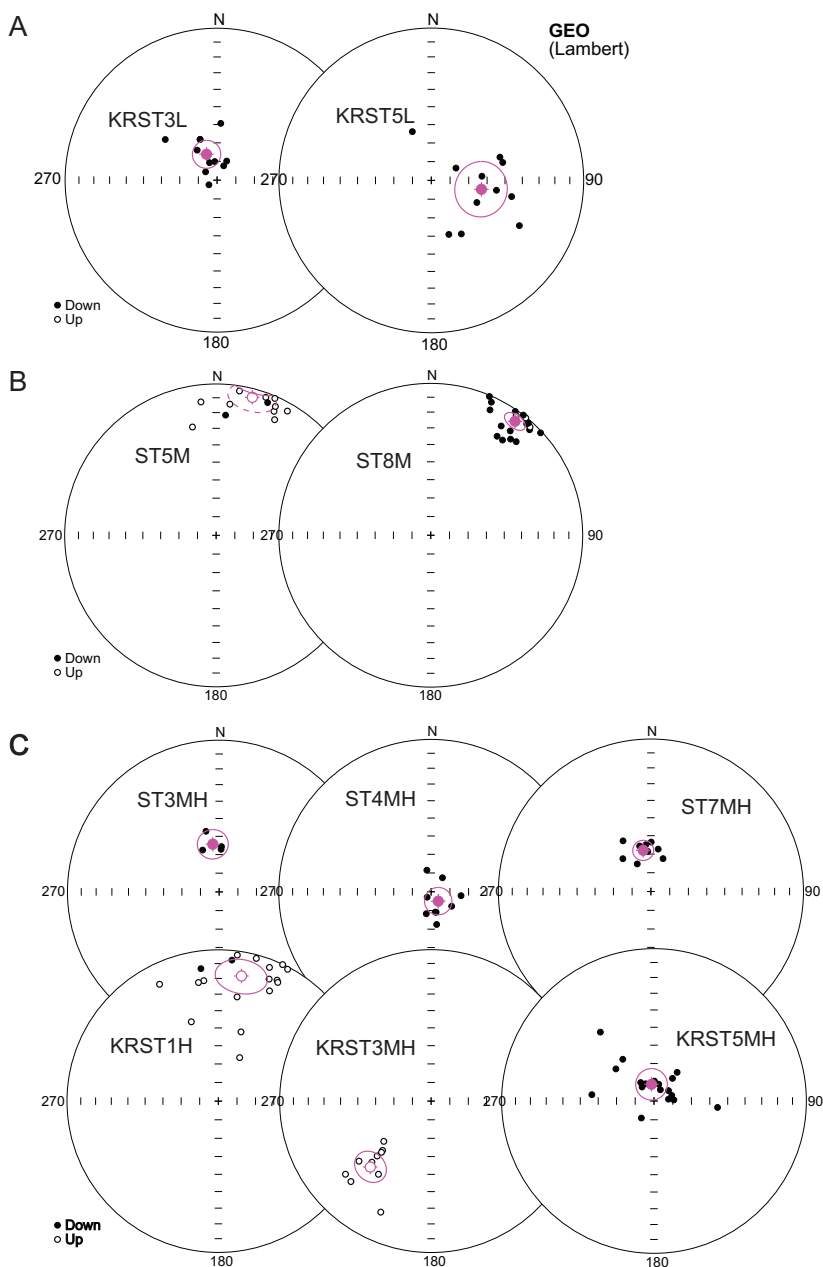 A
N
GEO
(Lambert)
KRST3L
KRST5L
270
270
90
Down
Up
180
180
B
N
N
ST5M
ST8M
270
270
90
Down
Up
180
180
C
N
N
N
ST3MH
ST4MH
ST7MH
270
270
270
90
KRST1H
KRST3MH
KRST5MH
270
270
270
90
Down
Up
180
180
180